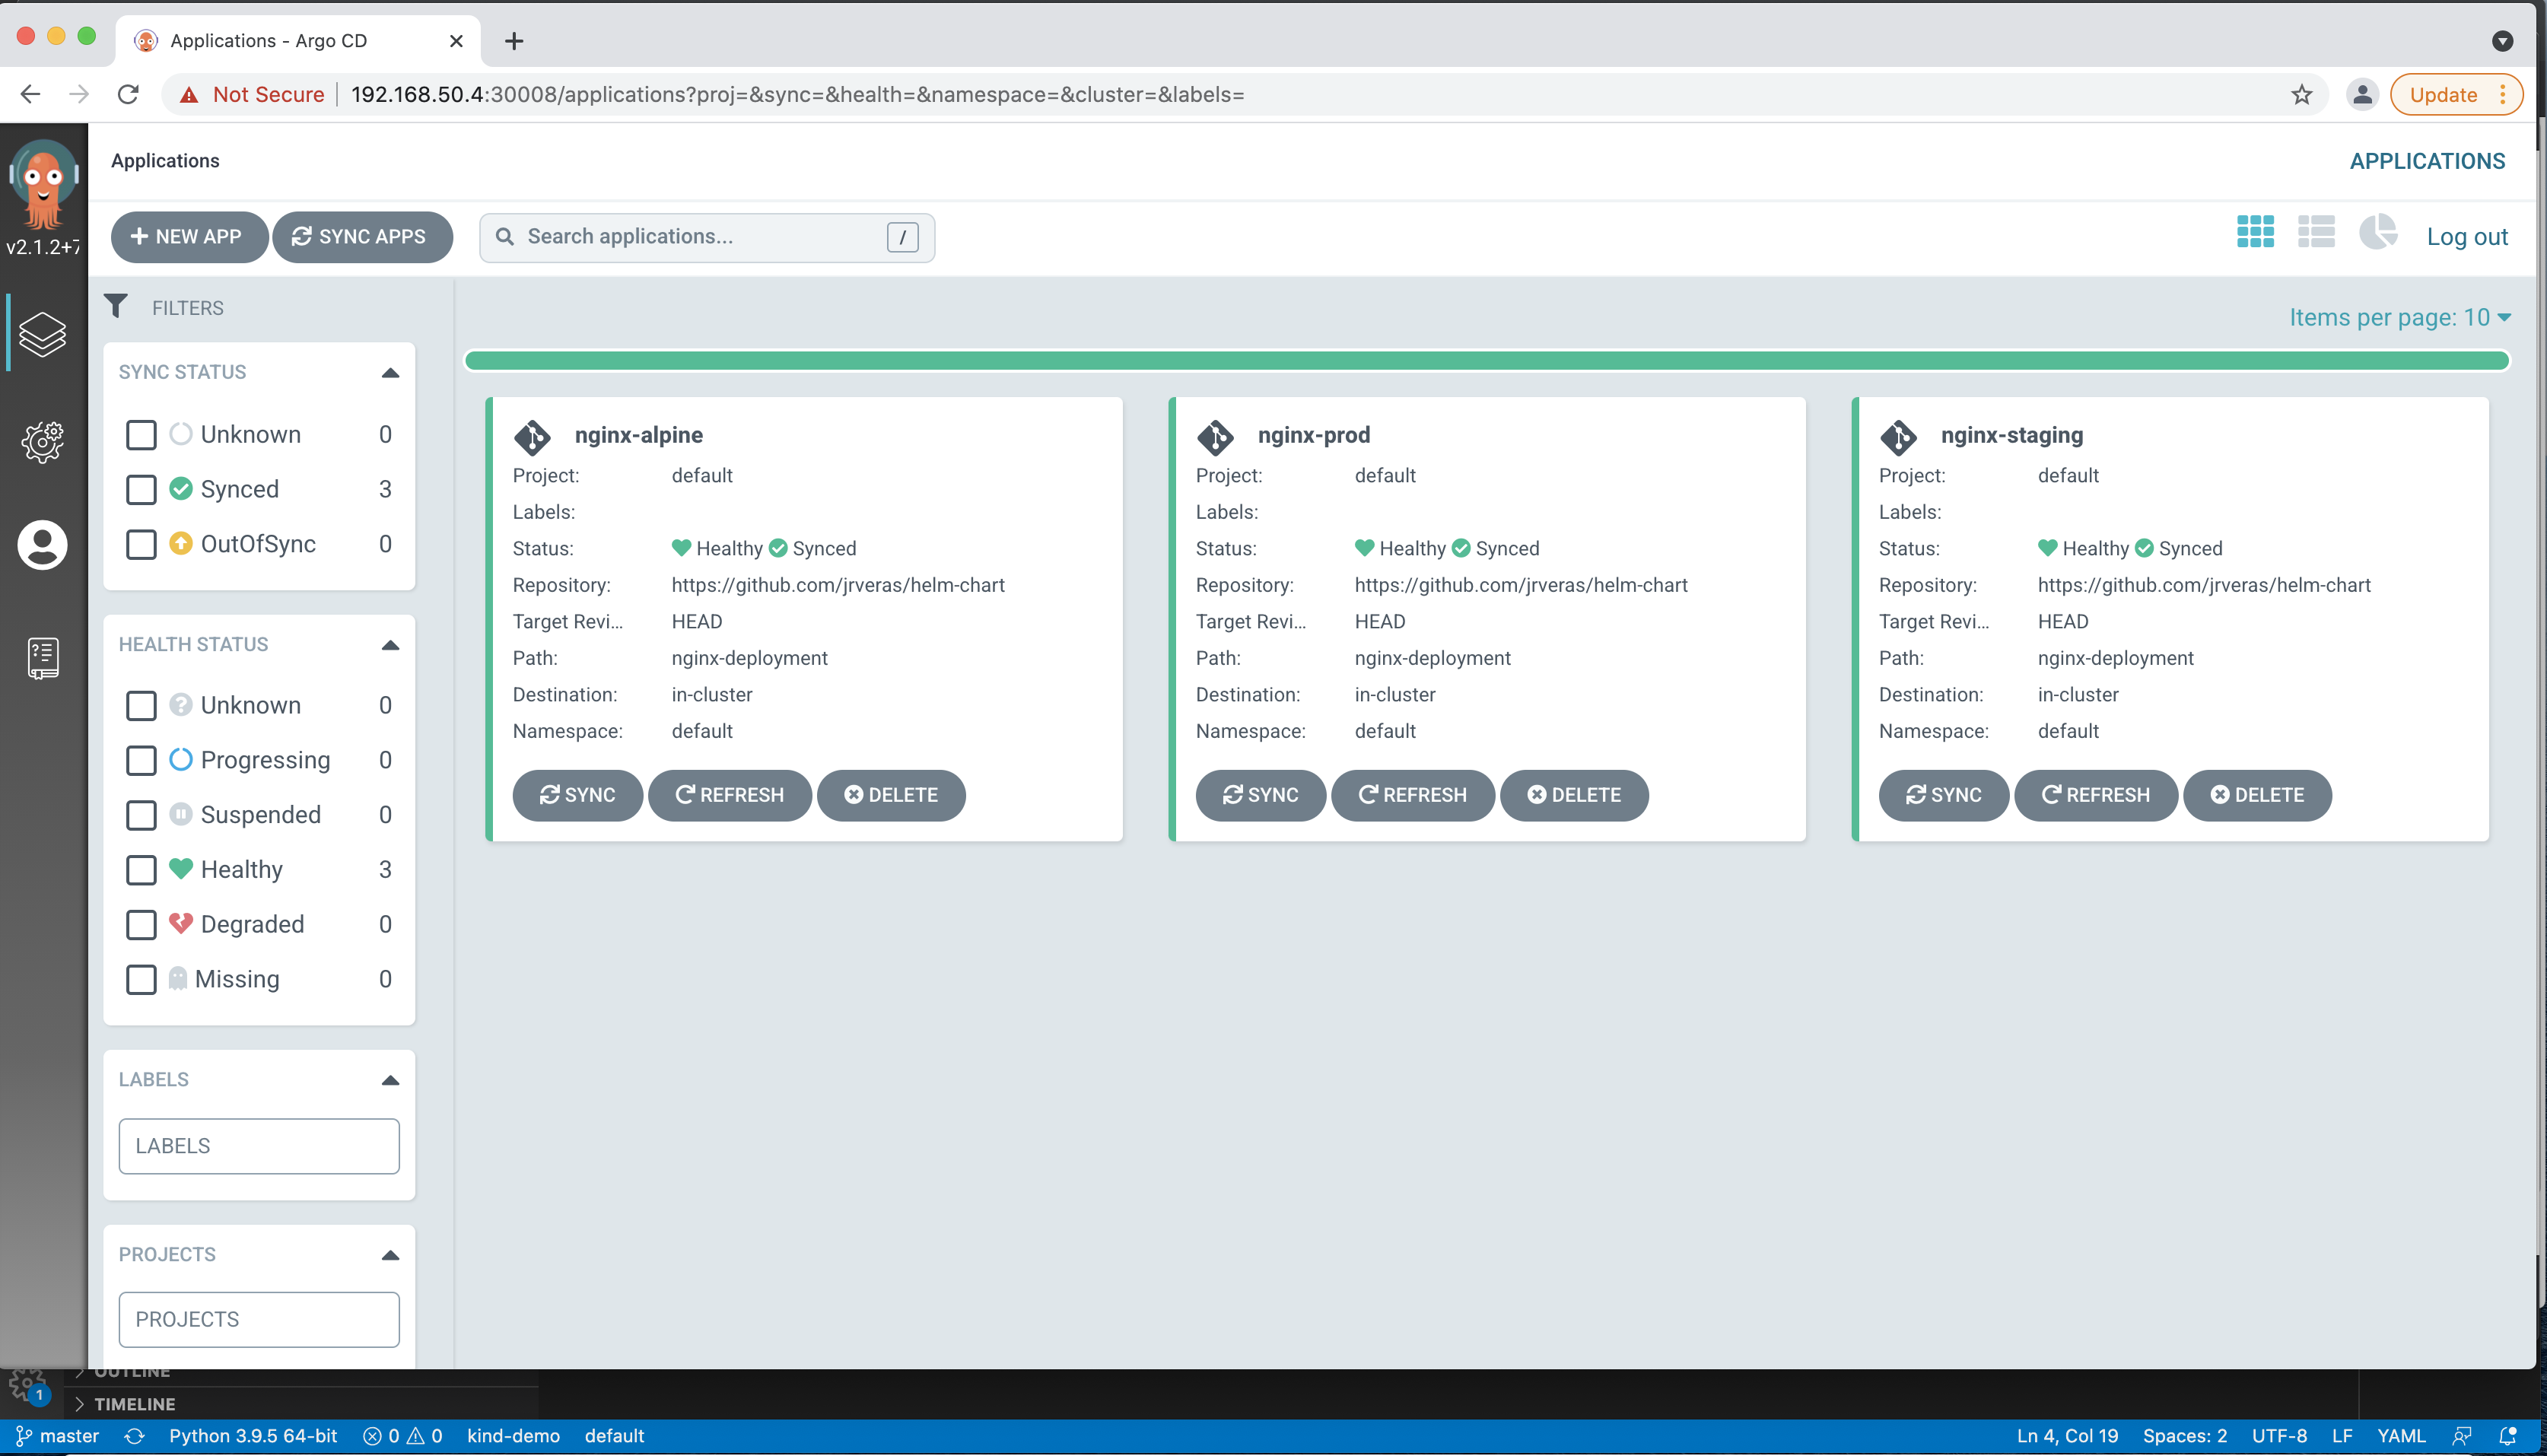 Applications - Argo CD
Not Secure 192.168.50.4:30008/applications?proj=&sync=&health=&namespace=&cluster=&labels=
Update
Applications
APPLICATIONS
v2.1.2+7
NEW APP
SYNC APPS
Search applications...
/
Log out
FILTERS
Items per page: 10
SYNC STATUS
Unknown 0
Synced 3
OutOfSync 0
HEALTH STATUS
Unknown 0
Progressing 0
Suspended 0
Healthy 3
Degraded 0
Missing 0
LABELS
LABELS
PROJECTS
PROJECTS
nginx-alpine
Project: default
Labels:
Status: Healthy Synced
Repository: https://github.com/jrveras/helm-chart
Target Revi... HEAD
Path: nginx-deployment
Destination: in-cluster
Namespace: default
SYNC REFRESH DELETE
nginx-prod
Project: default
Labels:
Status: Healthy Synced
Repository: https://github.com/jrveras/helm-chart
Target Revi... HEAD
Path: nginx-deployment
Destination: in-cluster
Namespace: default
SYNC REFRESH DELETE
nginx-staging
Project: default
Labels:
Status: Healthy Synced
Repository: https://github.com/jrveras/helm-chart
Target Revi... HEAD
Path: nginx-deployment
Destination: in-cluster
Namespace: default
SYNC REFRESH DELETE
OUTLINE
1
TIMELINE
master Python 3.9.5 64-bit 0 0 kind-demo default Ln 4, Col 19 Spaces: 2 UTF-8 LF YAML